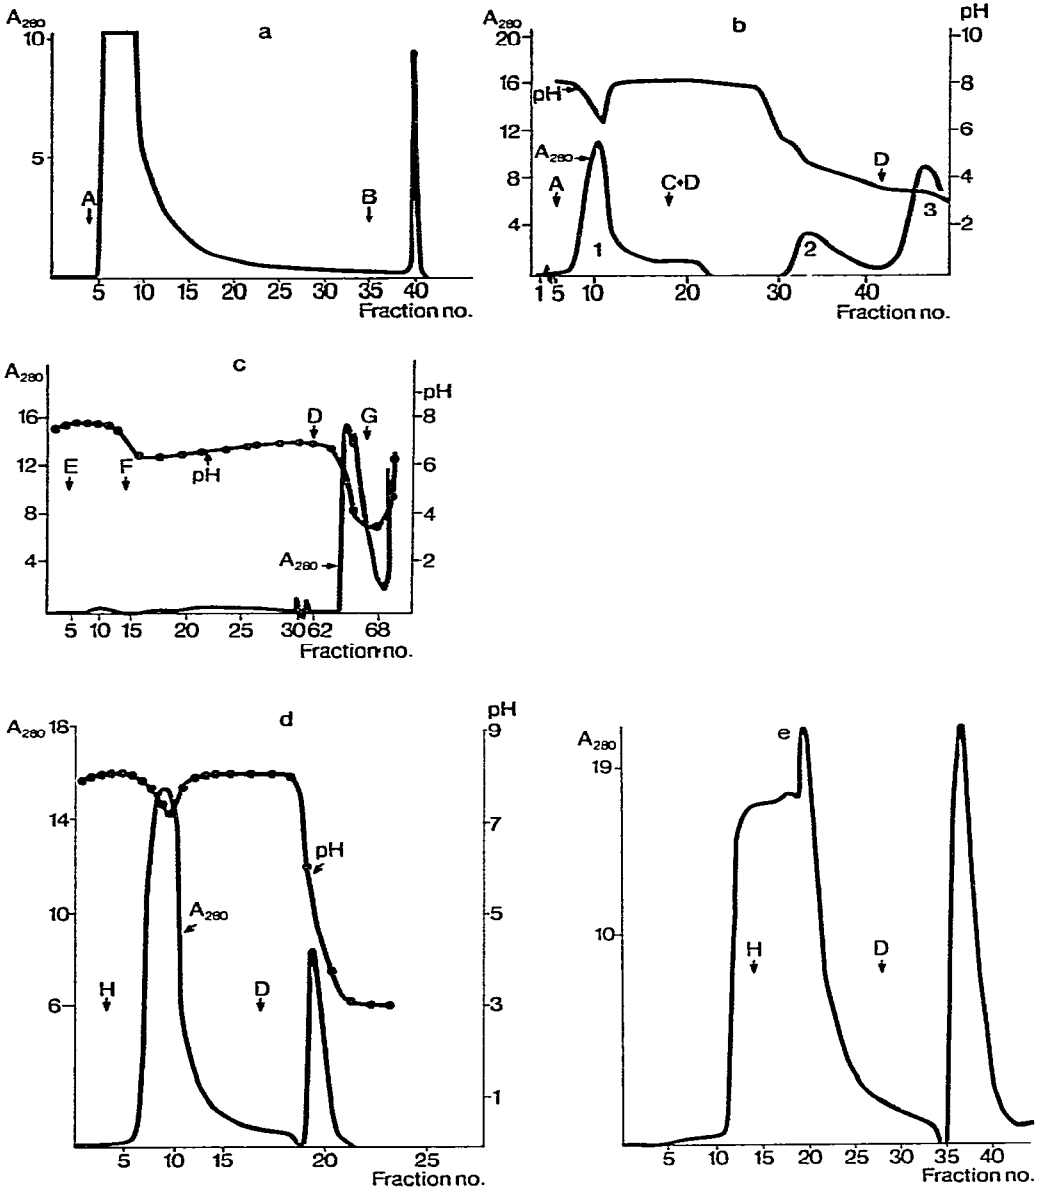 a
A₂₈₀
10
5
A
B
5 10 15 20 25 30 35 40
Fraction no.
b
A₂₈₀
pH
20
16
12
8
4
10
8
6
4
2
pH
A₂₈₀
A
C+D
D
1
2
3
1 5 10 20 30 40
Fraction no.
c
A₂₈₀
pH
16
12
8
4
8
6
4
2
E
F
pH
D
G
A₂₈₀
5 10 15 20 25 30 62 68
Fraction no.
d
A₂₈₀
pH
18
14
10
6
9
7
5
3
1
pH
A₂₈₀
H
D
5 10 15 20 25
Fraction no.
e
A₂₈₀
19
10
H
D
5 10 15 20 25 30 35 40
Fraction no.